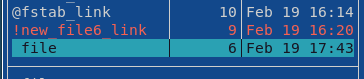 @fstab_link 10 Feb 19 16:14
!new_file6_link 9 Feb 19 16:20
file 6 Feb 19 17:43